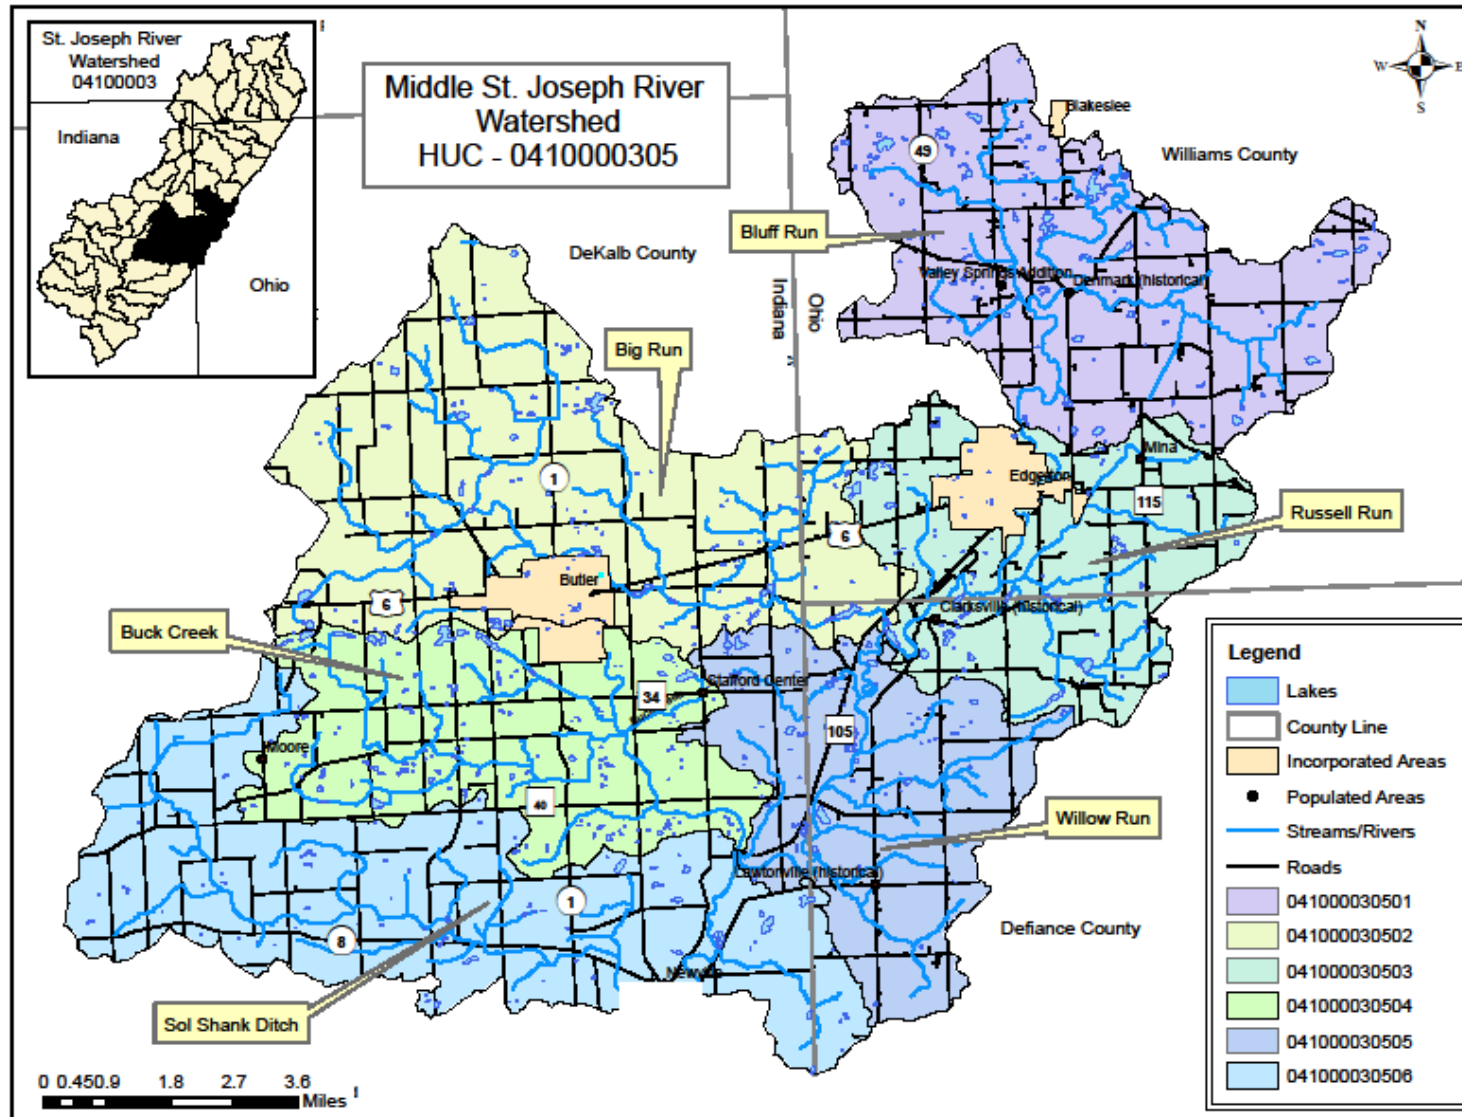 St. Joseph River
Watershed
04100003
Indiana
Ohio
Middle St. Joseph River
Watershed
HUC - 0410000305
N
W
E
S
Blakeslee
Williams County
49
Bluff Run
DeKalb County
Valley Springs Addition
Denmark (historical)
Indiana
Ohio
Big Run
Mina
Edgerton
1
115
Russell Run
6
Butler
6
Clarksville (historical)
Buck Creek
Stafford Center
34
105
Moore
40
Willow Run
Lawtonville (historical)
1
8
Defiance County
Newville
Sol Shank Ditch
0 0.45 0.9 1.8 2.7 3.6
Miles
Legend
Lakes
County Line
Incorporated Areas
Populated Areas
Streams/Rivers
Roads
041000030501
041000030502
041000030503
041000030504
041000030505
041000030506